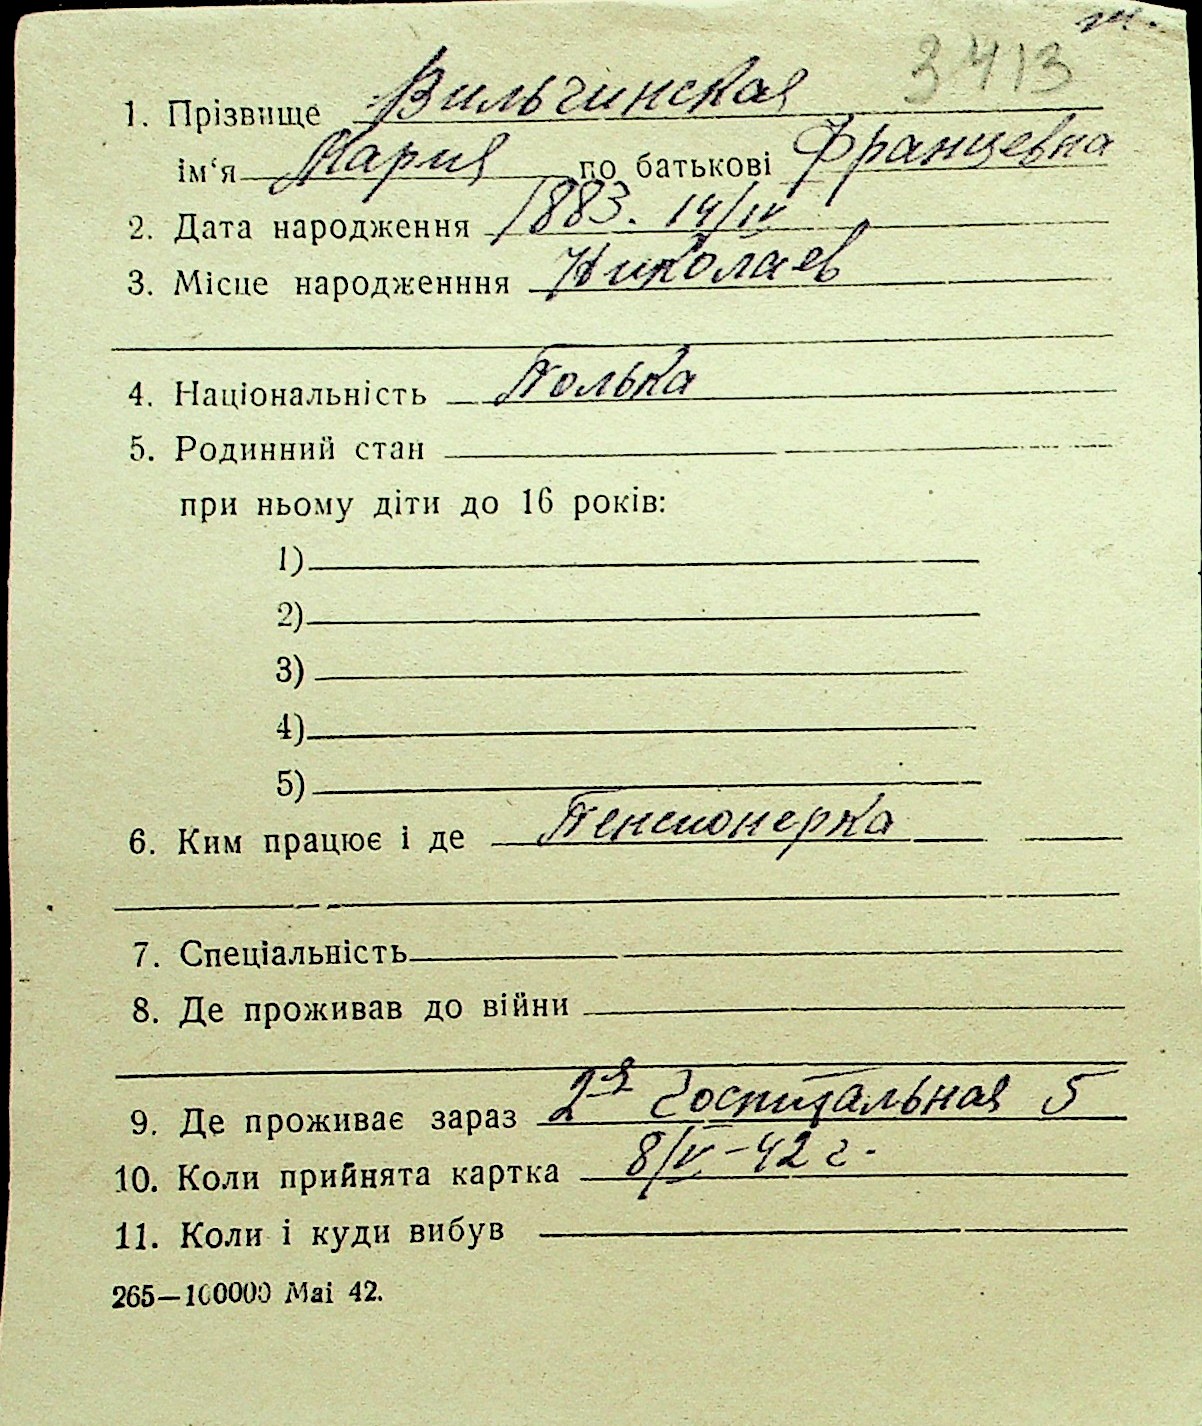 3413
1. Прізвище Вильчинская
ім‘я Мария по батькові Францевна
2. Дата народження 1883. 14/IV
3. Місце народженння Николаев
4. Національність Полька
5. Родинний стан
при ньому діти до 16 років:
1)
2)
3)
4)
5)
6. Ким працює і де Пенсионерка
7. Спеціальність
8. Де проживав до війни
9. Де проживає зараз 2ая Госпитальная 5
10. Коли прийнята картка 8/V-42 г.
11. Коли і куди вибув
265—100000 Mai 42.